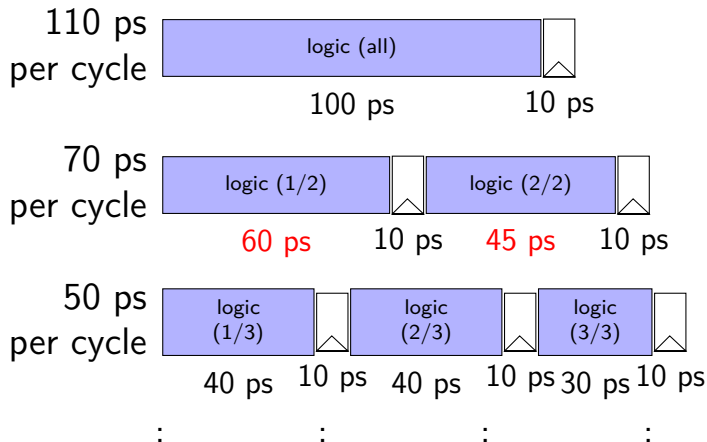 110 ps
per cycle
logic (all)
100 ps
10 ps
70 ps
per cycle
logic (1/2)
logic (2/2)
60 ps
10 ps
45 ps
10 ps
50 ps
per cycle
logic
(1/3)
logic
(2/3)
logic
(3/3)
40 ps
10 ps
40 ps
10 ps
30 ps
10 ps